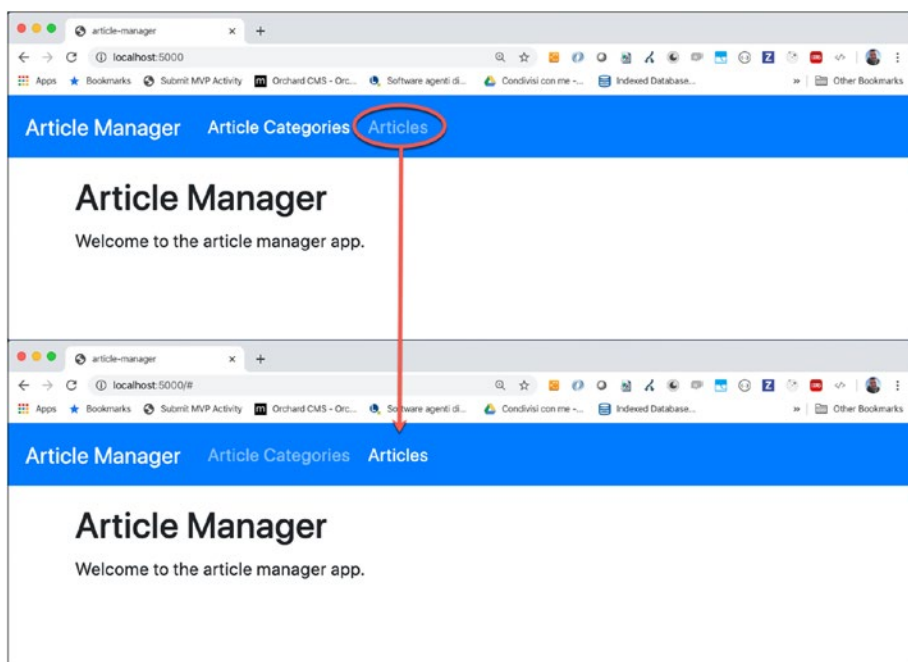 article-manager
localhost:5000
Apps Bookmarks Submit MVP Activity Orchard CMS - Orc... Software agenti di... Condivisi con me -... Indexed Database... » Other Bookmarks
Article Manager Article Categories Articles
Article Manager
Welcome to the article manager app.
article-manager
localhost:5000/#
Apps Bookmarks Submit MVP Activity Orchard CMS - Orc... Software agenti di... Condivisi con me -... Indexed Database... » Other Bookmarks
Article Manager Article Categories Articles
Article Manager
Welcome to the article manager app.